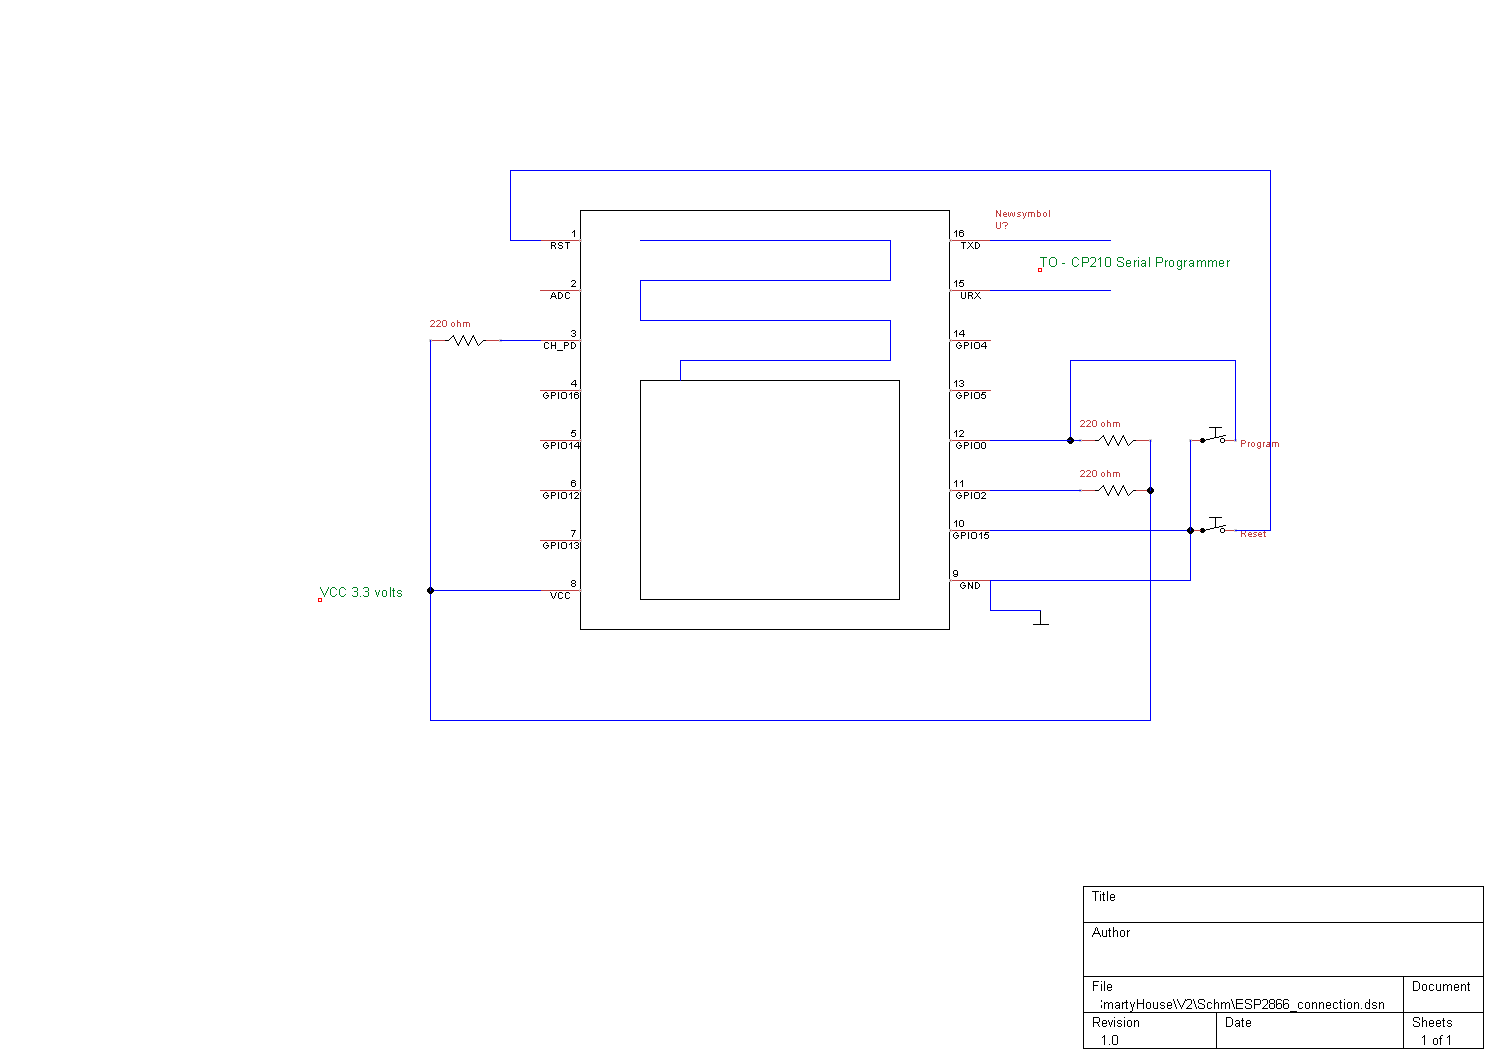 Newsymbol
U?
1
RST
16
TXD
TO - CP210 Serial Programmer
2
ADC
15
URX
220 ohm
3
CH_PD
14
GPIO4
4
GPIO16
13
GPIO5
5
GPIO14
12
GPIO0
220 ohm
Program
6
GPIO12
11
GPIO2
220 ohm
7
GPIO13
10
GPIO15
Reset
VCC 3.3 volts
8
VCC
9
GND
Title
Author
File
martyHouse\V2\Schm\ESP2866_connection.dsn
Document
Revision
1.0
Date
Sheets
1 of 1